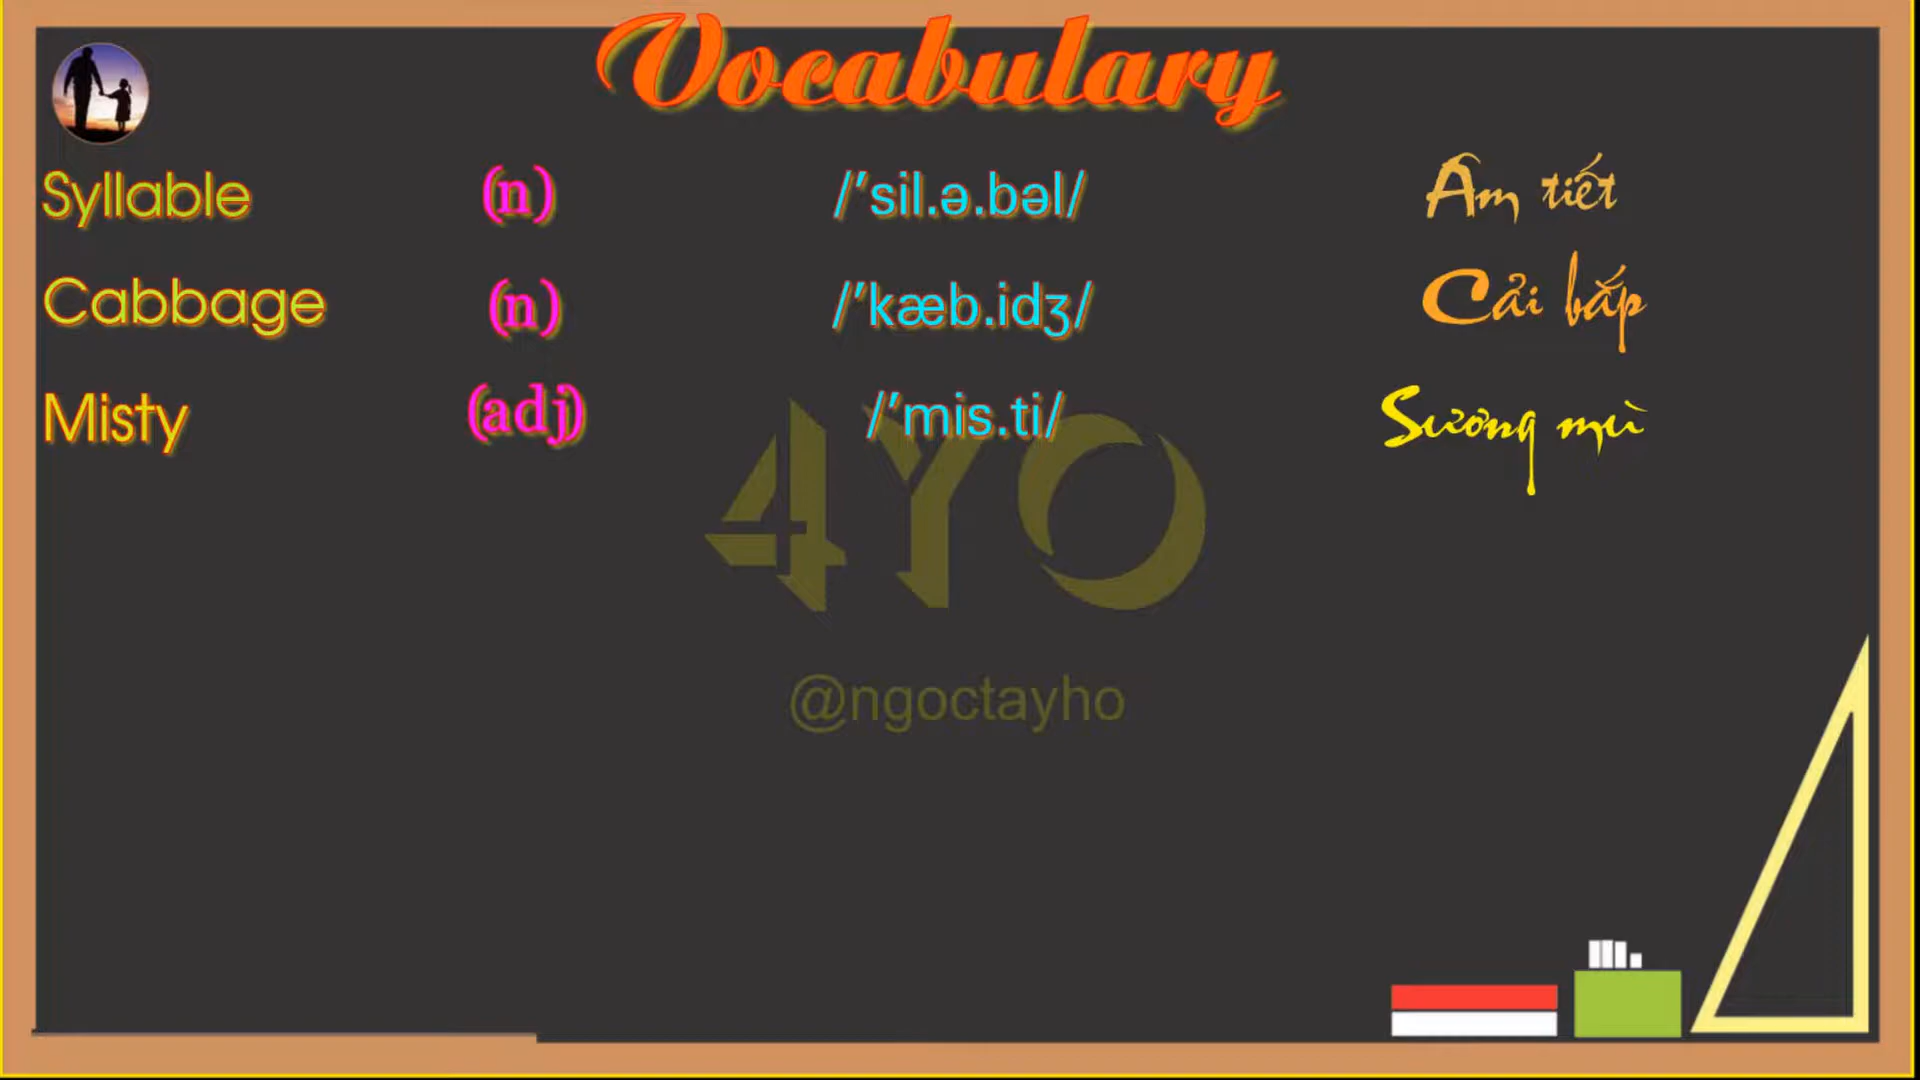 Vocabulary
Syllable (n) /'sil.ə.bəl/ Âm tiết
Cabbage (n) /'kæb.idʒ/ Cải bắp
Misty (adj) /'mis.ti/ Sương mù
4YO
@ngoctayho